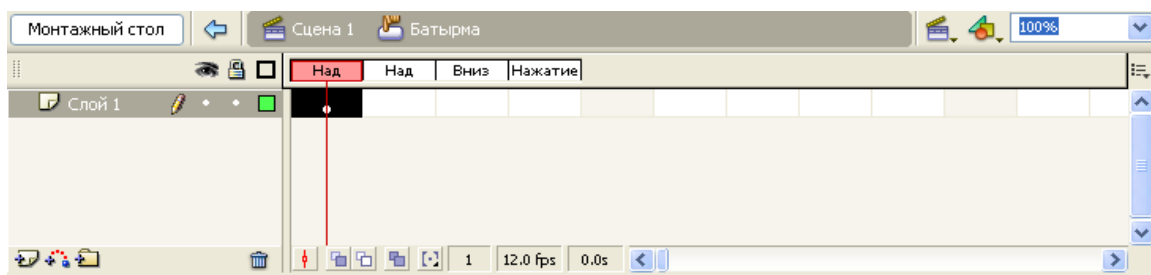 Монтажный стол Сцена 1 Батырма 100%
Над Над Вниз Нажатие
Слой 1
1 12.0 fps 0.0s